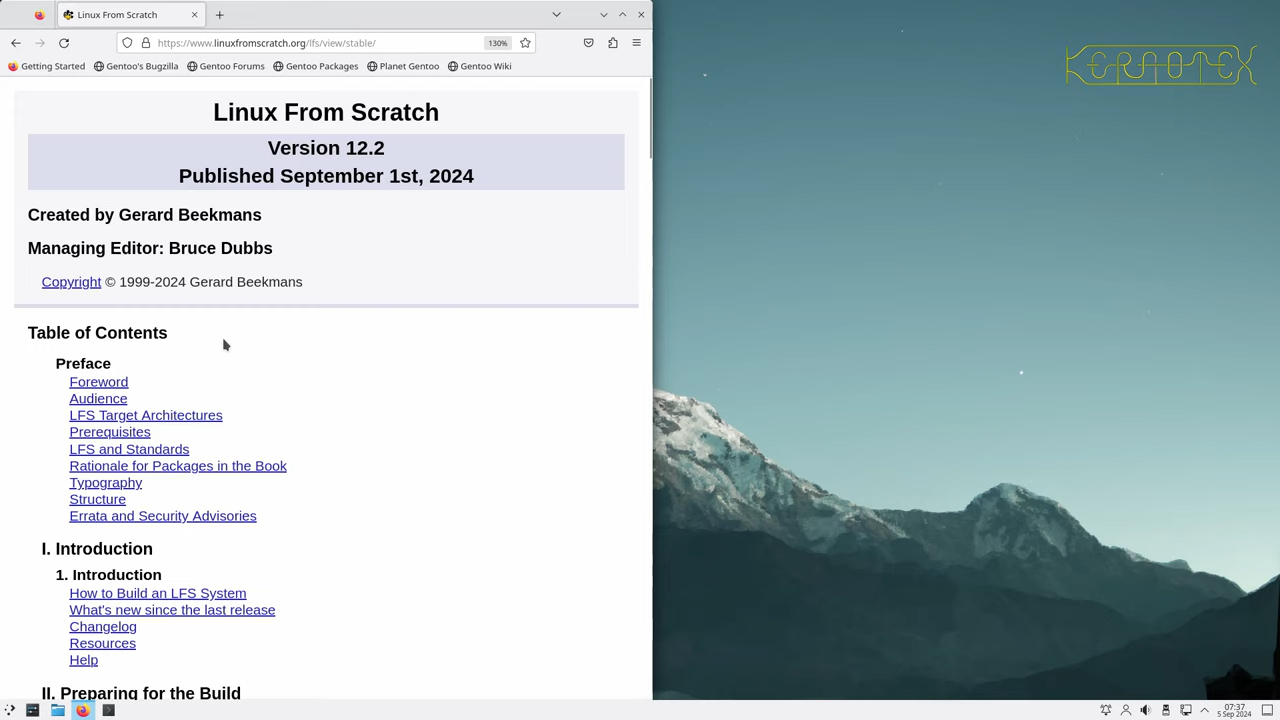 Linux From Scratch
https://www.linuxfromscratch.org/lfs/view/stable/
130%
Getting Started
Gentoo's Bugzilla
Gentoo Forums
Gentoo Packages
Planet Gentoo
Gentoo Wiki
Linux From Scratch
Version 12.2
Published September 1st, 2024
Created by Gerard Beekmans
Managing Editor: Bruce Dubbs
Copyright © 1999-2024 Gerard Beekmans
Table of Contents
Preface
Foreword
Audience
LFS Target Architectures
Prerequisites
LFS and Standards
Rationale for Packages in the Book
Typography
Structure
Errata and Security Advisories
I. Introduction
1. Introduction
How to Build an LFS System
What's new since the last release
Changelog
Resources
Help
II. Preparing for the Build
KEROOTEX
07:37
5 Sep 2024